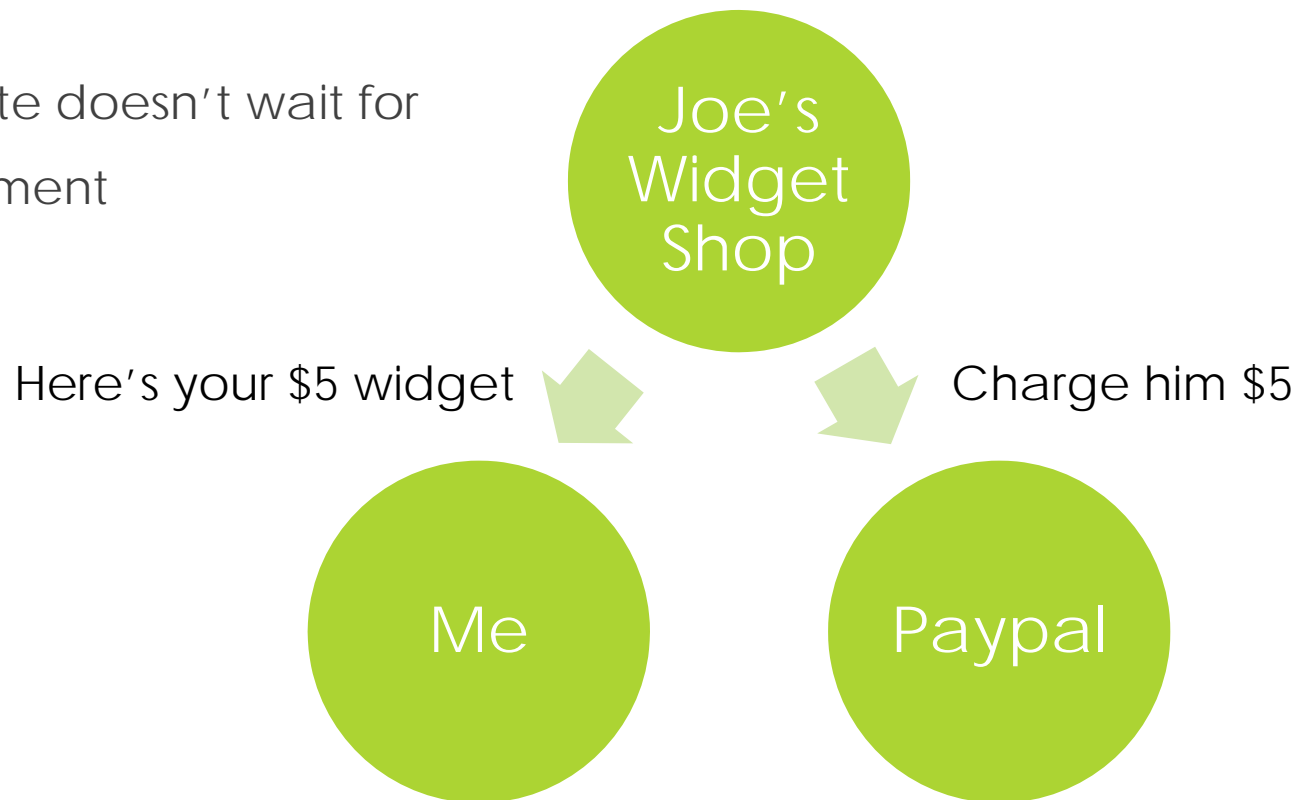 te doesn't wait for
ment
Joe's
Widget
Shop
Here's your $5 widget
Charge him $5
Me
Paypal